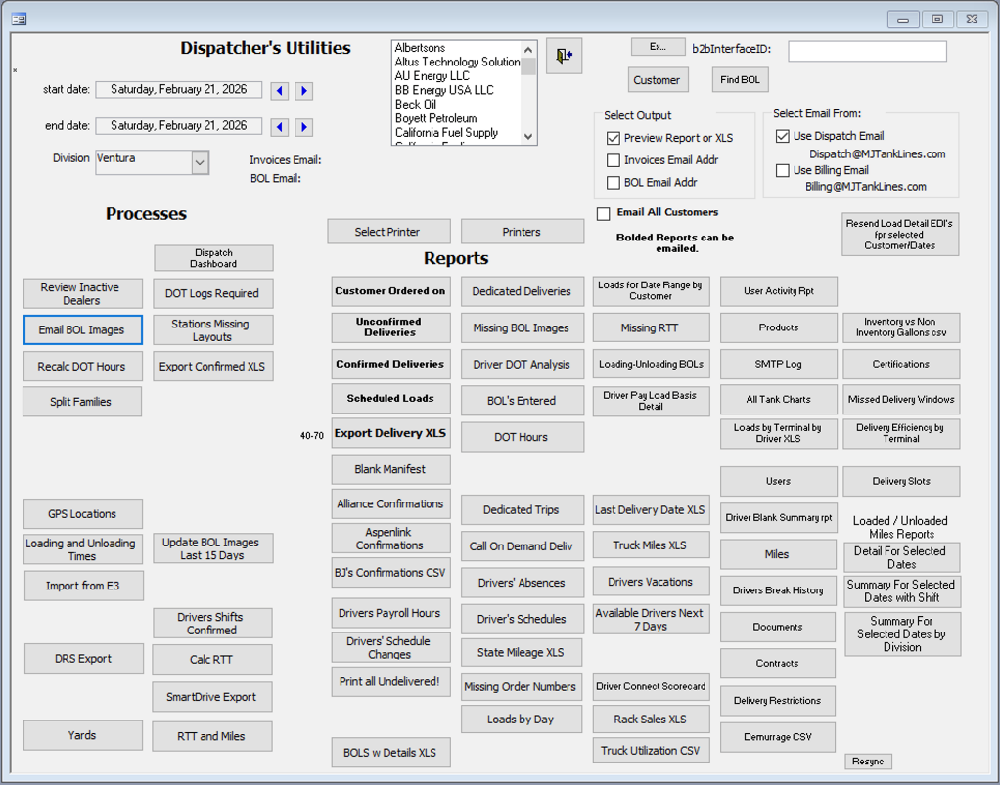 Dispatcher's Utilities
start date:
Saturday, February 21, 2026
end date:
Saturday, February 21, 2026
Division
Ventura
Invoices Email:
BOL Email:
Albertsons
Altus Technology Solution
AU Energy LLC
BB Energy USA LLC
Beck Oil
Boyett Petroleum
California Fuel Supply
Ex...
b2bInterfaceID:
Customer
Find BOL
Select Output
Preview Report or XLS
Invoices Email Addr
BOL Email Addr
Select Email From:
Use Dispatch Email
Dispatch@MJTankLines.com
Use Billing Email
Billing@MJTankLines.com
Email All Customers
Bolded Reports can be
emailed.
Resend Load Detail EDI's
fpr selected
Customer/Dates
Processes
Dispatch
Dashboard
Review Inactive
Dealers
DOT Logs Required
Email BOL Images
Stations Missing
Layouts
Recalc DOT Hours
Export Confirmed XLS
Split Families
GPS Locations
Loading and Unloading
Times
Update BOL Images
Last 15 Days
Import from E3
Drivers Shifts
Confirmed
DRS Export
Calc RTT
SmartDrive Export
Yards
RTT and Miles
Select Printer
Printers
Reports
Customer Ordered on
Unconfirmed
Deliveries
Confirmed Deliveries
Scheduled Loads
40-70
Export Delivery XLS
Blank Manifest
Alliance Confirmations
Aspenlink
Confirmations
BJ's Confirmations CSV
Drivers Payroll Hours
Drivers' Schedule
Changes
Print all Undelivered!
BOLS w Details XLS
Dedicated Deliveries
Missing BOL Images
Driver DOT Analysis
BOL's Entered
DOT Hours
Dedicated Trips
Call On Demand Deliv
Drivers' Absences
Driver's Schedules
State Mileage XLS
Missing Order Numbers
Loads by Day
Loads for Date Range by
Customer
Missing RTT
Loading-Unloading BOLs
Driver Pay Load Basis
Detail
Last Delivery Date XLS
Truck Miles XLS
Drivers Vacations
Available Drivers Next
7 Days
Driver Connect Scorecard
Rack Sales XLS
Truck Utilization CSV
User Activity Rpt
Products
SMTP Log
All Tank Charts
Loads by Terminal by
Driver XLS
Users
Driver Blank Summary rpt
Miles
Drivers Break History
Documents
Contracts
Delivery Restrictions
Demurrage CSV
Inventory vs Non
Inventory Gallons csv
Certifications
Missed Delivery Windows
Delivery Efficiency by
Terminal
Delivery Slots
Loaded / Unloaded
Miles Reports
Detail For Selected
Dates
Summary For Selected
Dates with Shift
Summary For
Selected Dates by
Division
Resync